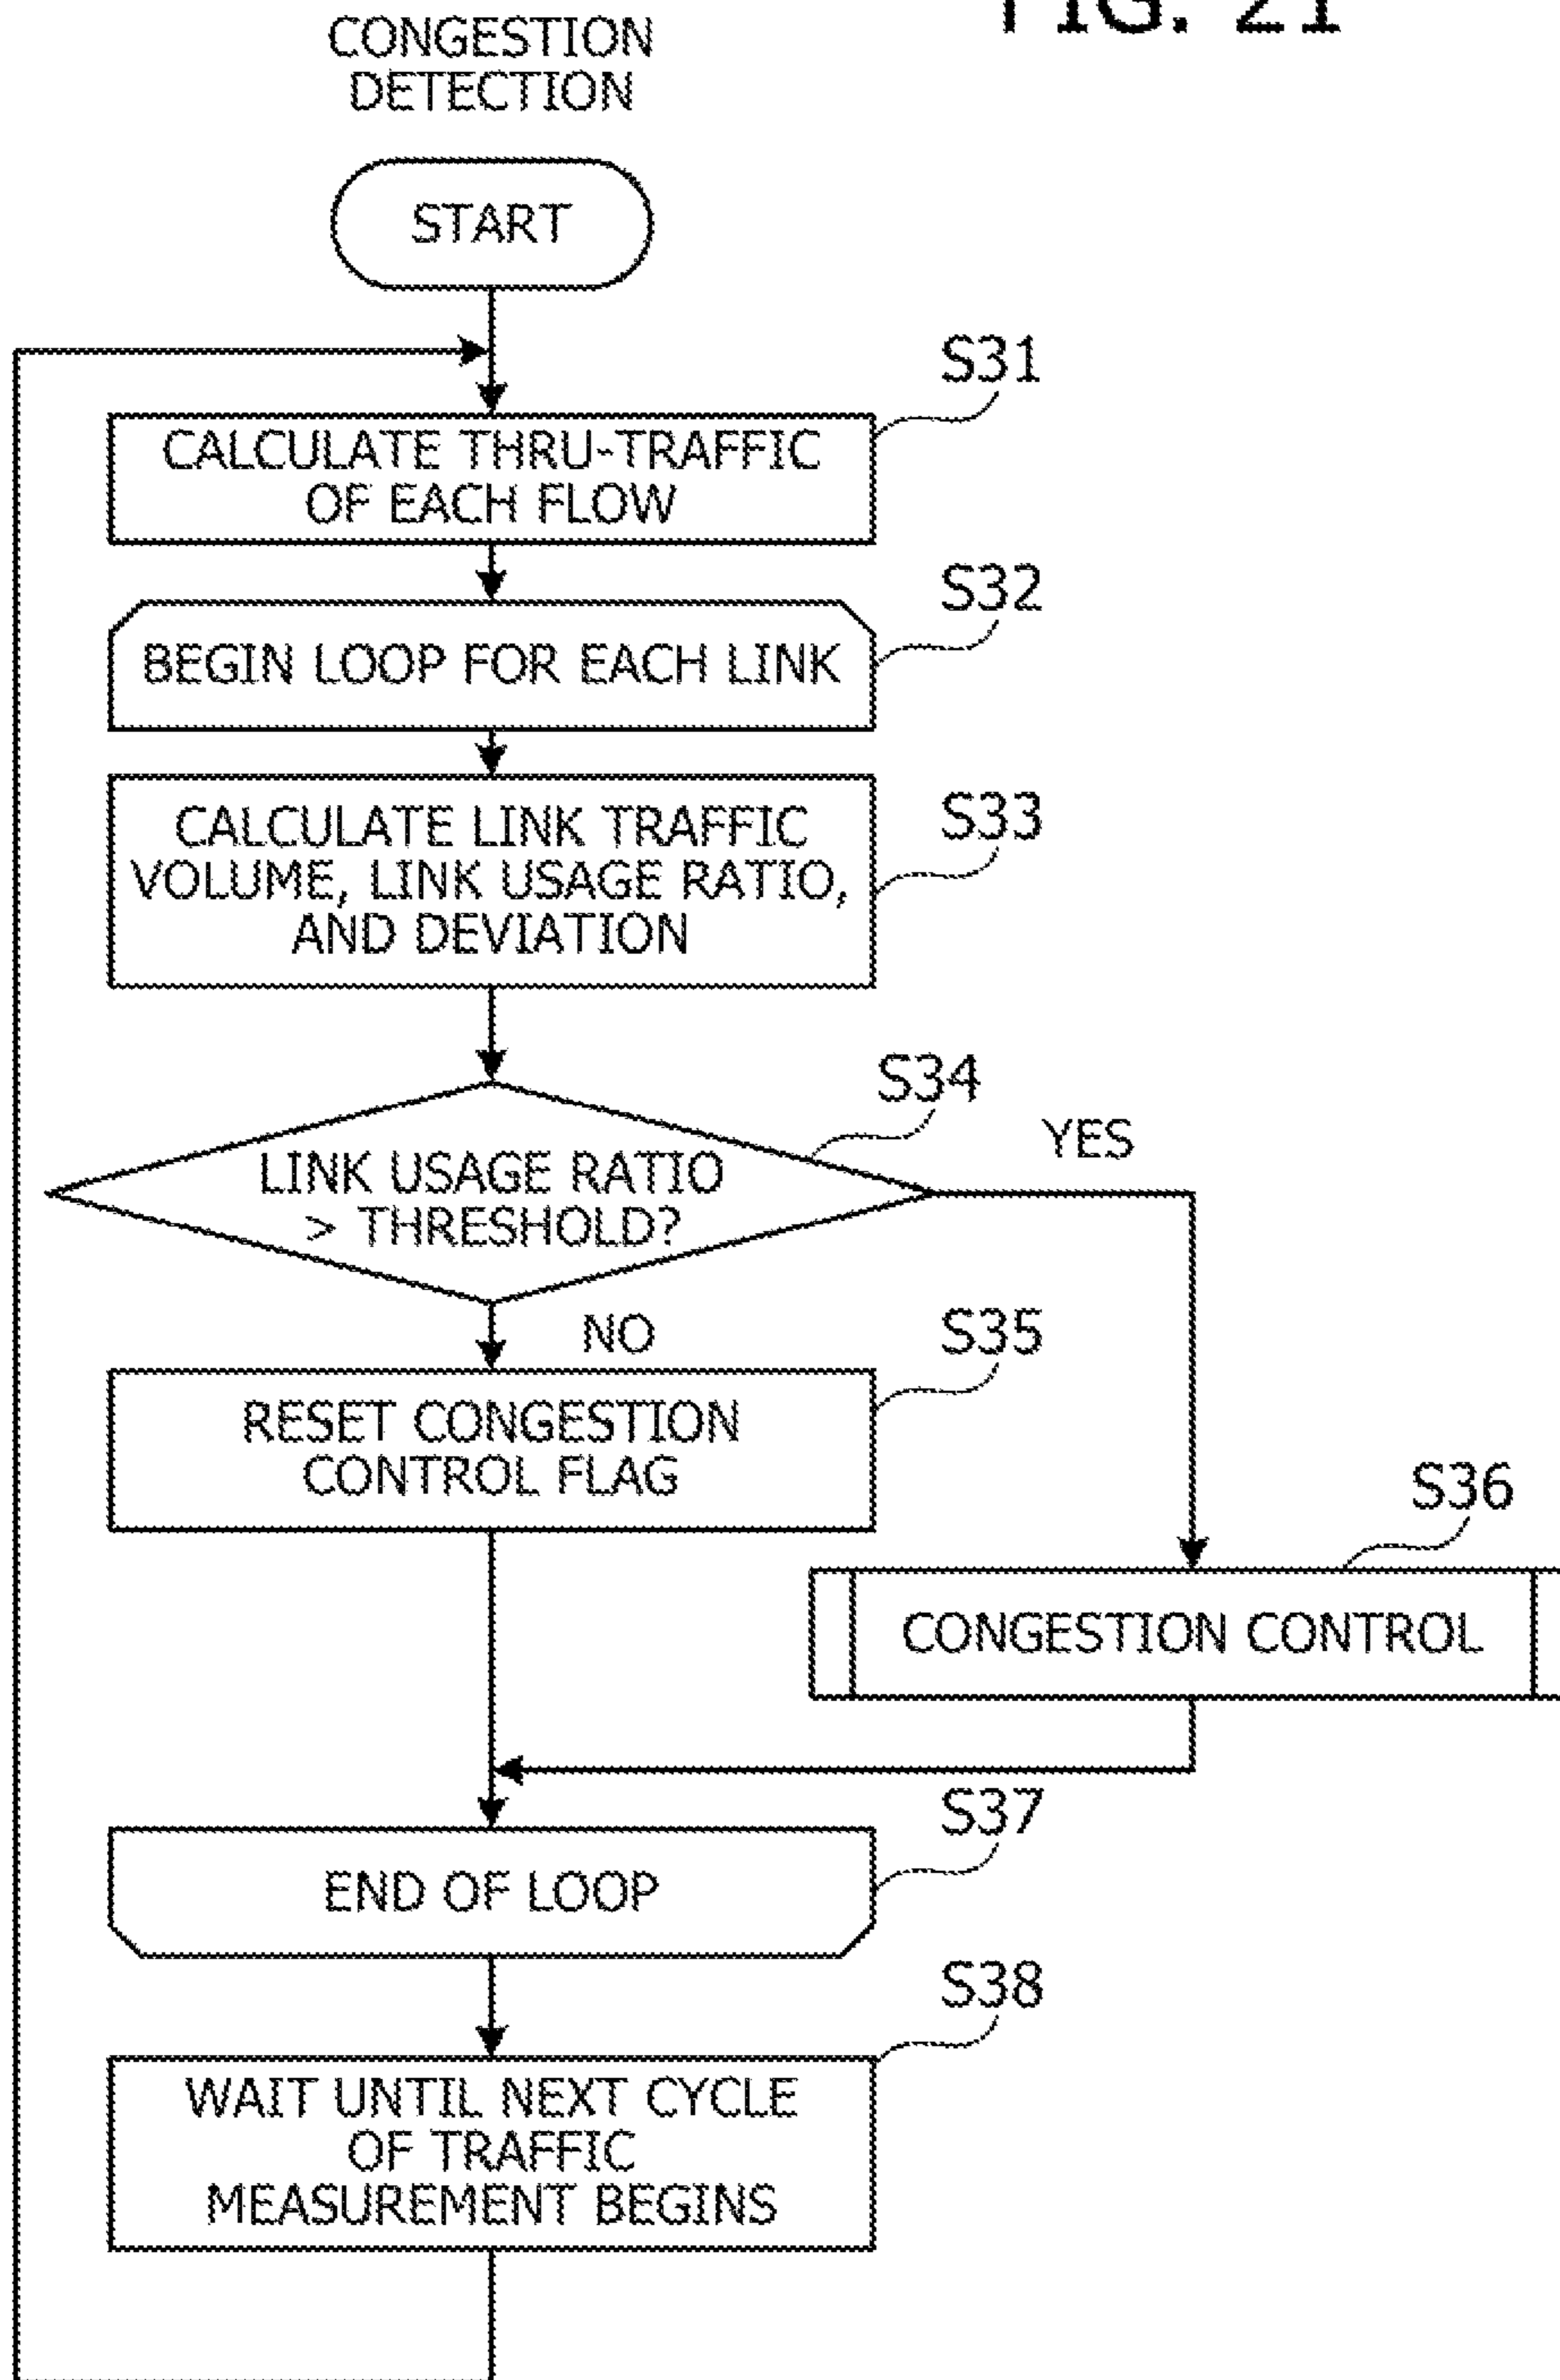 FIG. 21
CONGESTION
DETECTION
START
S31
CALCULATE THRU-TRAFFIC
OF EACH FLOW
S32
BEGIN LOOP FOR EACH LINK
S33
CALCULATE LINK TRAFFIC
VOLUME, LINK USAGE RATIO,
AND DEVIATION
S34
YES
LINK USAGE RATIO
> THRESHOLD?
NO
S35
RESET CONGESTION
CONTROL FLAG
S36
CONGESTION CONTROL
S37
END OF LOOP
S38
WAIT UNTIL NEXT CYCLE
OF TRAFFIC
MEASUREMENT BEGINS